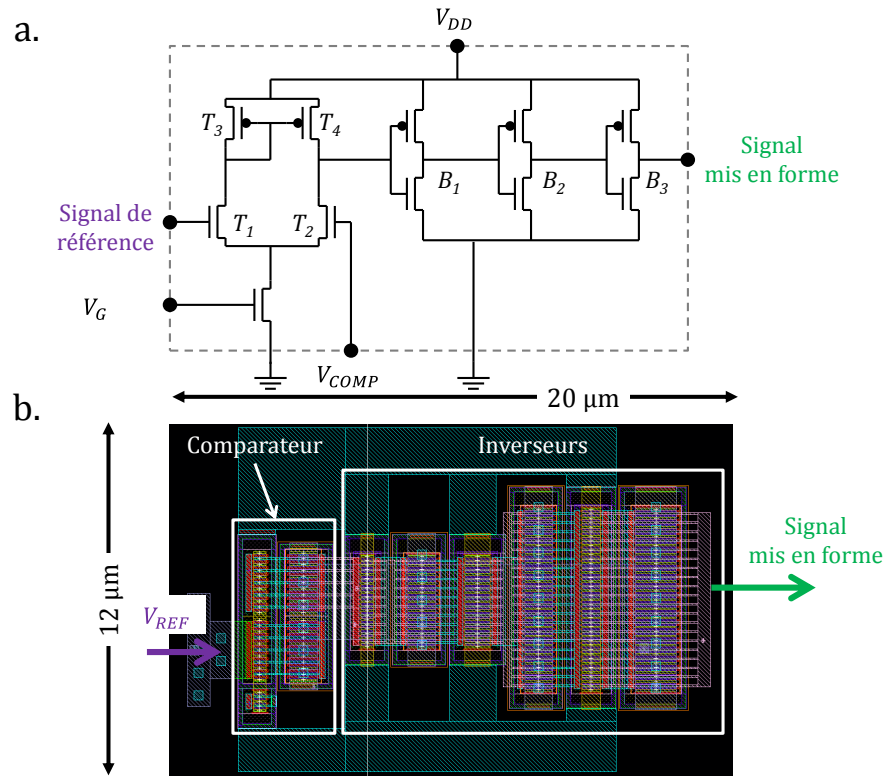 a.
V_DD
T_3
T_4
Signal
mis en forme
B_1
B_2
B_3
Signal de
référence
T_1
T_2
V_G
V_COMP
20 µm
b.
Comparateur
Inverseurs
Signal
mis en forme
12 µm
V_REF